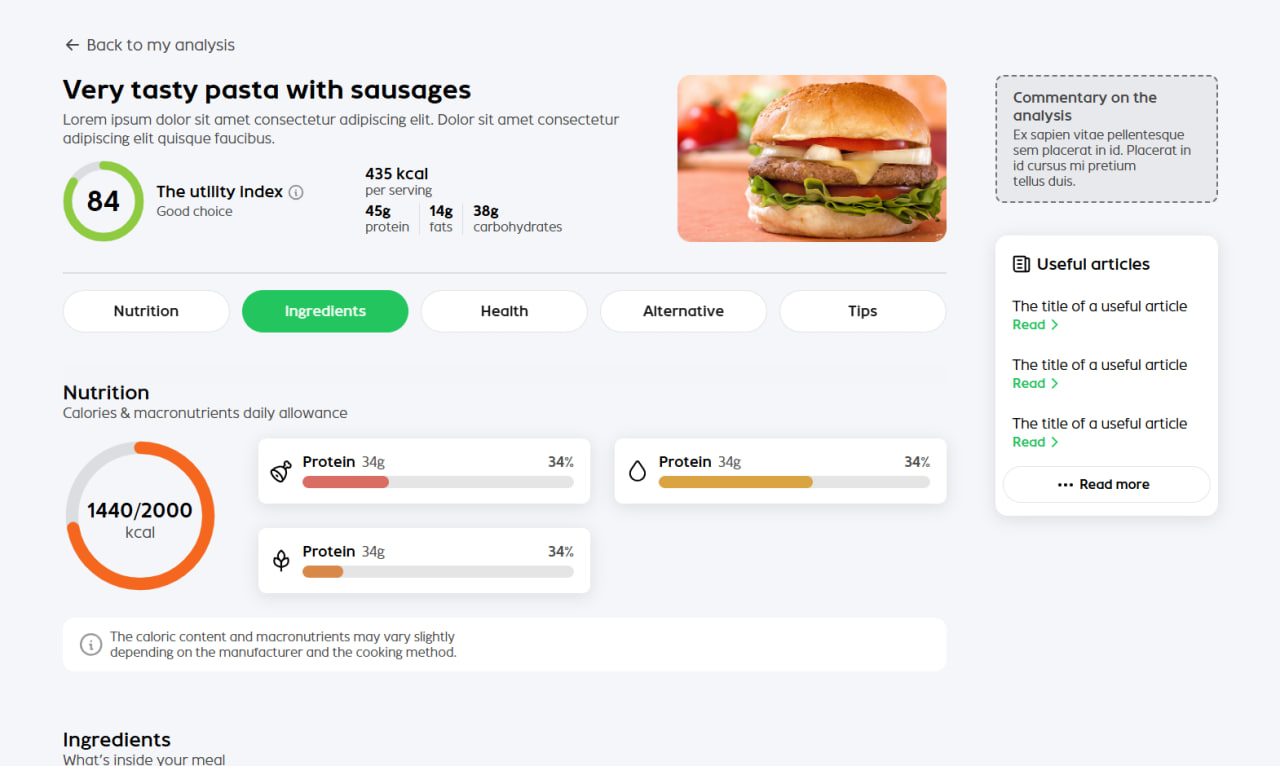 Back to my analysis
Very tasty pasta with sausages
Lorem ipsum dolor sit amet consectetur adipiscing elit. Dolor sit amet consectetur
adipiscing elit quisque faucibus.
84
The utility index
Good choice
435 kcal
per serving
45g
protein
14g
fats
38g
carbohydrates
Commentary on the
analysis
Ex sapien vitae pellentesque
sem placerat in id. Placerat in
id cursus mi pretium
tellus duis.
Useful articles
The title of a useful article
Read
The title of a useful article
Read
The title of a useful article
Read
Read more
Nutrition
Ingredients
Health
Alternative
Tips
Nutrition
Calories & macronutrients daily allowance
1440/2000
kcal
Protein 34g 34%
Protein 34g 34%
Protein 34g 34%
The caloric content and macronutrients may vary slightly
depending on the manufacturer and the cooking method.
Ingredients
What's inside your meal